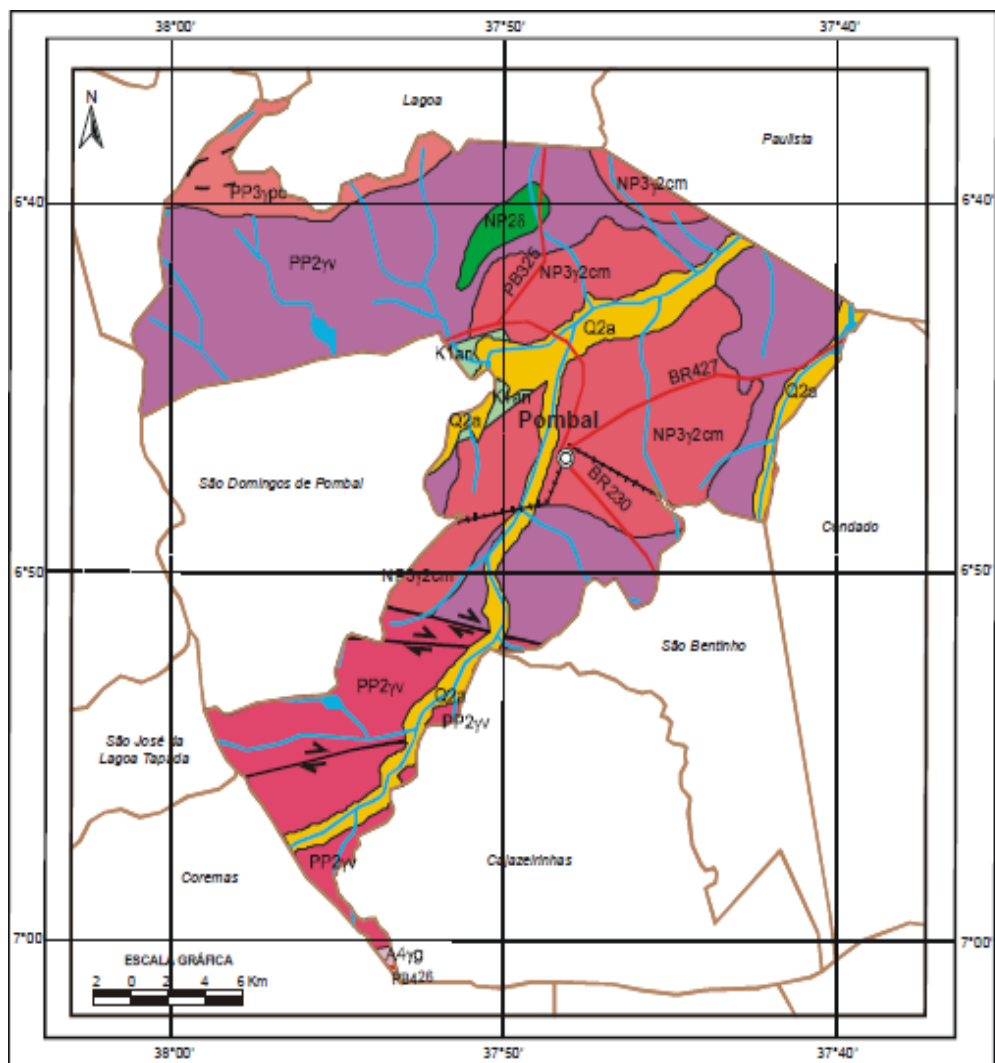 38°00' 37°50' 37°40'
N
Lagoa
Paulista
6°40' 6°40'
PP3γpb
NP3γ2cm
NP2δ
PP2γv
PB325
NP3γ2cm
Q2a
K1an
BR427
Q2a
K1an
Q2a
Pombal
NP3γ2cm
São Domingos de Pombal
BR230
Condado
6°50' 6°50'
NP3γ2cm
São Bentinho
PP2γv
Q2a
PP2γv
São José da
Lagoa Tapada
PP2γv
Cajazeirinhas
Coremas
7°00' 7°00'
A4γg
PB426
ESCALA GRÁFICA
2 0 2 4 6 Km
38°00' 37°50' 37°40'